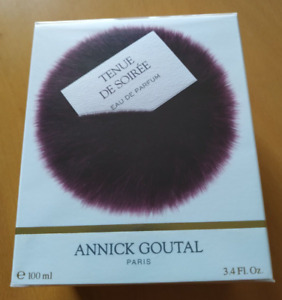 TENUE
DE SOIRÉE
EAU DE PARFUM
ANNICK GOUTAL
PARIS
℮ 100 ml
3.4 Fl. Oz.